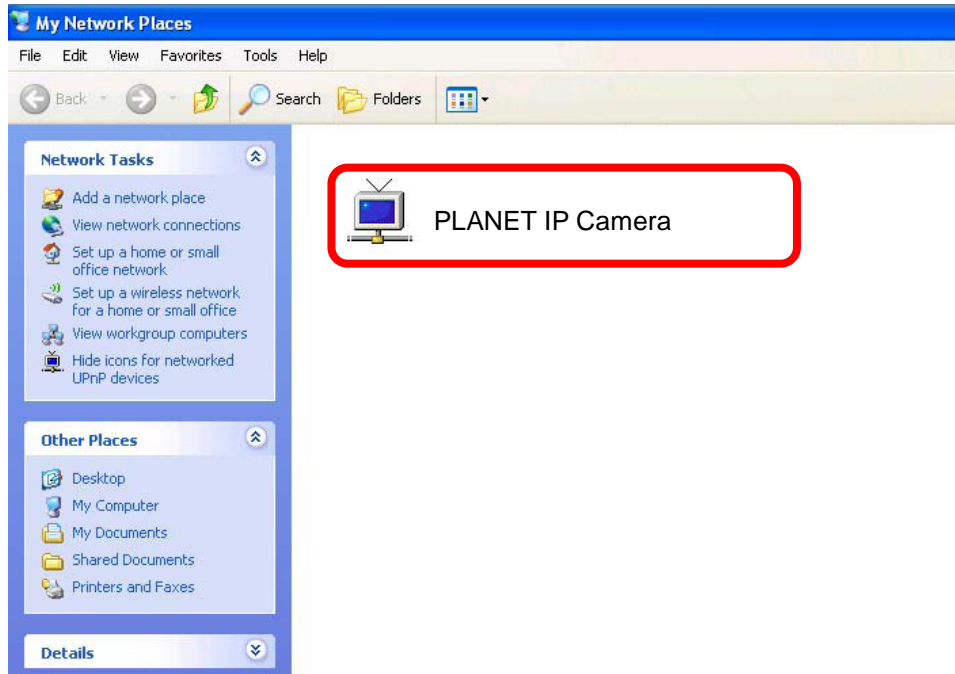 My Network Places
File Edit View Favorites Tools Help
Back Search Folders
Network Tasks
Add a network place
View network connections
Set up a home or small
office network
Set up a wireless network
for a home or small office
View workgroup computers
Hide icons for networked
UPnP devices
Other Places
Desktop
My Computer
My Documents
Shared Documents
Printers and Faxes
Details
PLANET IP Camera